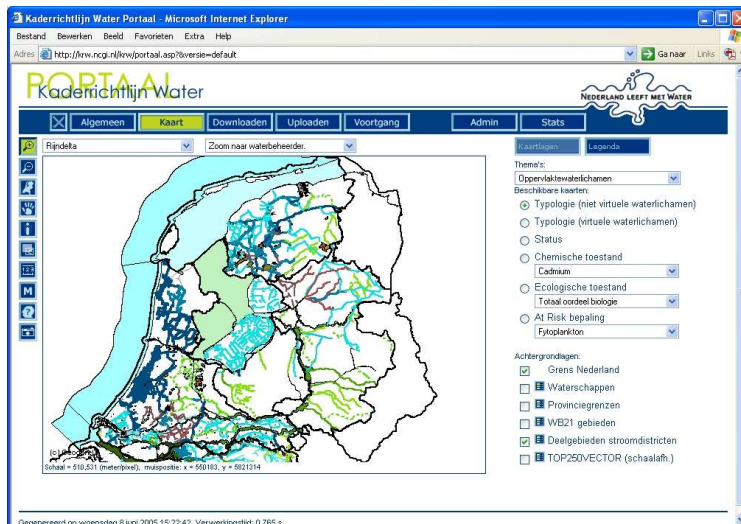 Kaderrichtlijn Water Portaal - Microsoft Internet Explorer
Bestand Bewerken Beeld Favorieten Extra Help
Adres http://krw.ncgi.nl/krw/portaal.asp?&versie=default Ga naar Links
PORTAAL
Kaderrichtlijn Water
NEDERLAND LEEFT MET WATER
Algemeen Kaart Downloaden Uploaden Voortgang Admin Stats
Rijndelta Zoom naar waterbeheerder.
Kaartlagen Legenda
Thema's:
Oppervlaktewaterlichamen
Beschikbare kaarten:
Typologie (niet virtuele waterlichamen)
Typologie (virtuele waterlichamen)
Status
Chemische toestand
Cadmium
Ecologische toestand
Totaal oordeel biologie
At Risk bepaling
Fytoplankton
Achtergrondlagen:
Grens Nederland
Waterschappen
Provinciegrenzen
WB21 gebieden
Deelgebieden stroomdistricten
TOP250VECTOR (schaalafh.)
M
?
Schaal = 510,531 (meter/pixel), muispositie: x = 550183, y = 5821314
Gegenereerd op woensdag 8 juni 2005 15:22:42. Verwerkingstijd: 0,765 s